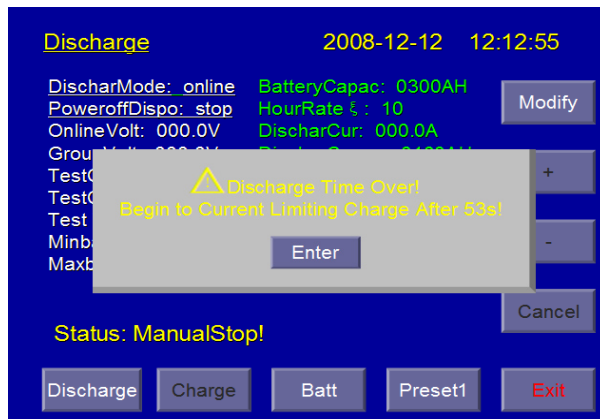 Discharge 2008-12-12 12:12:55
DischarMode: online BatteryCapac: 0300AH
PoweroffDispo: stop HourRate ξ: 10
Modify
OnlineVolt: 000.0V DischarCur: 000.0A
+
⚠Discharge Time Over!
Begin to Current Limiting Charge After 53s!
Test
-
Enter
Cancel
Status: ManualStop!
Discharge Charge Batt Preset1 Exit